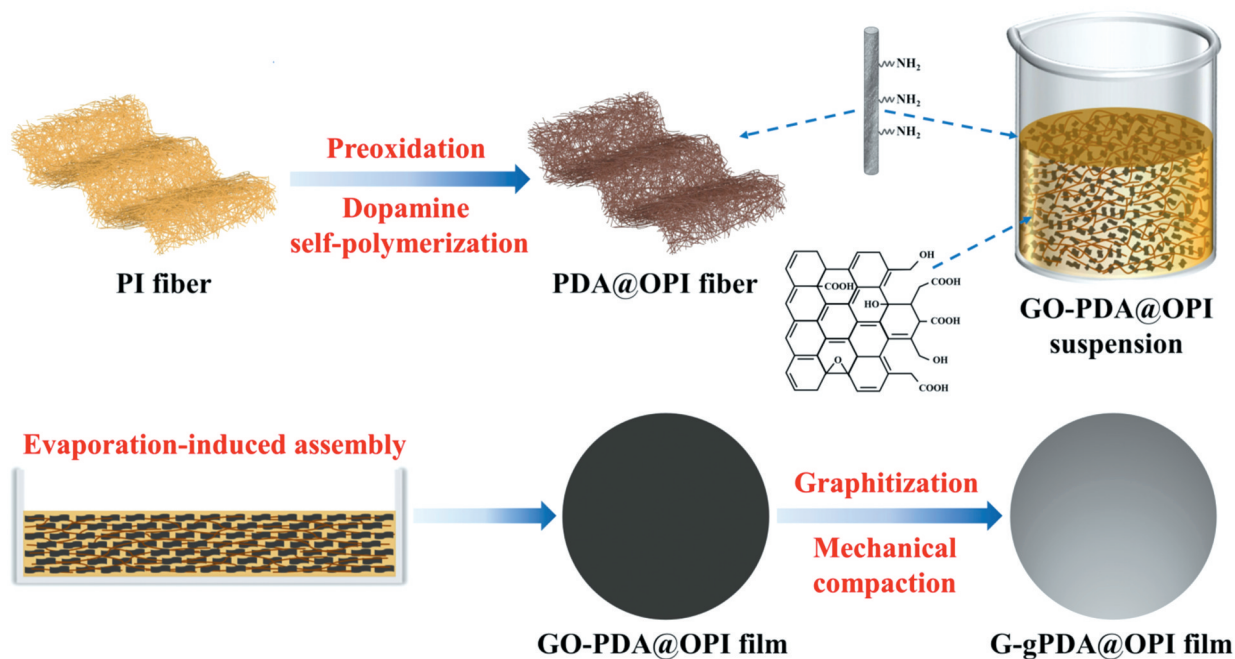 Preoxidation
Dopamine
self-polymerization
PI fiber
PDA@OPI fiber
NH2
NH2
NH2
OH
COOH
COOH
HO
COOH
OH
O
COOH
GO-PDA@OPI
suspension
Evaporation-induced assembly
GO-PDA@OPI film
Graphitization
Mechanical
compaction
G-gPDA@OPI film